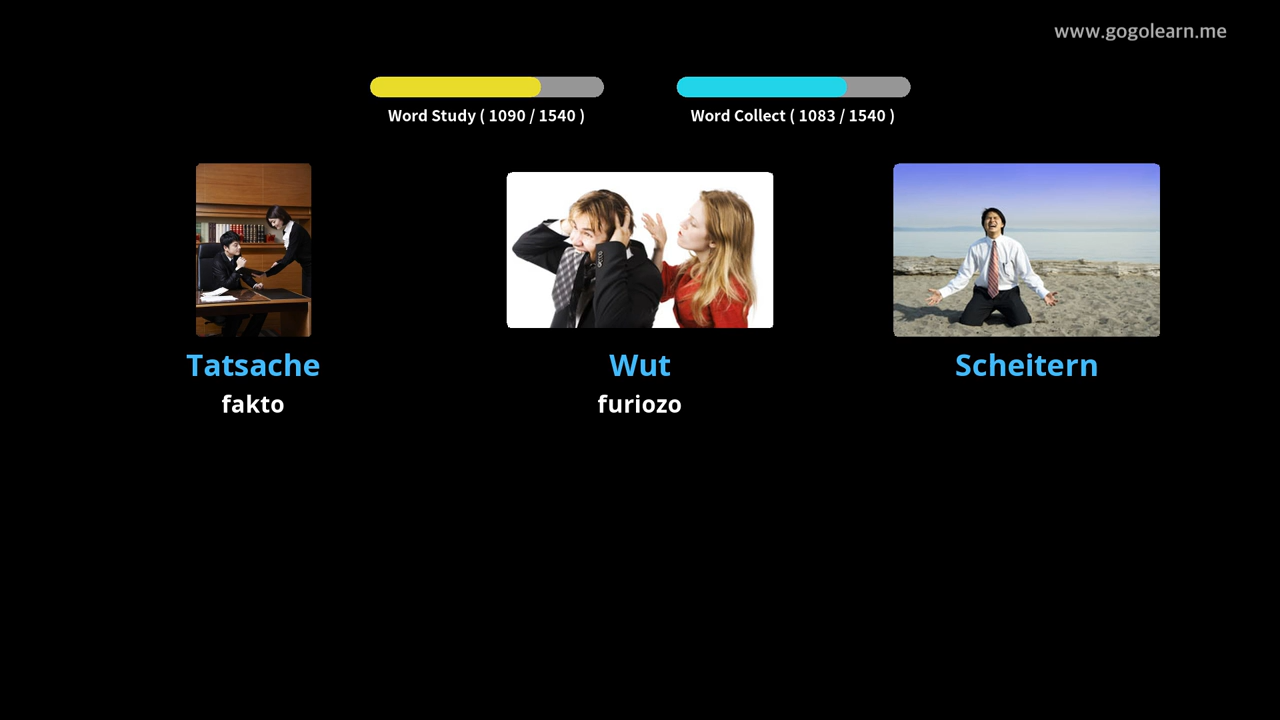 www.gogolearn.me
Word Study ( 1090 / 1540 )
Word Collect ( 1083 / 1540 )
Tatsache
Wut
Scheitern
fakto
furiozo